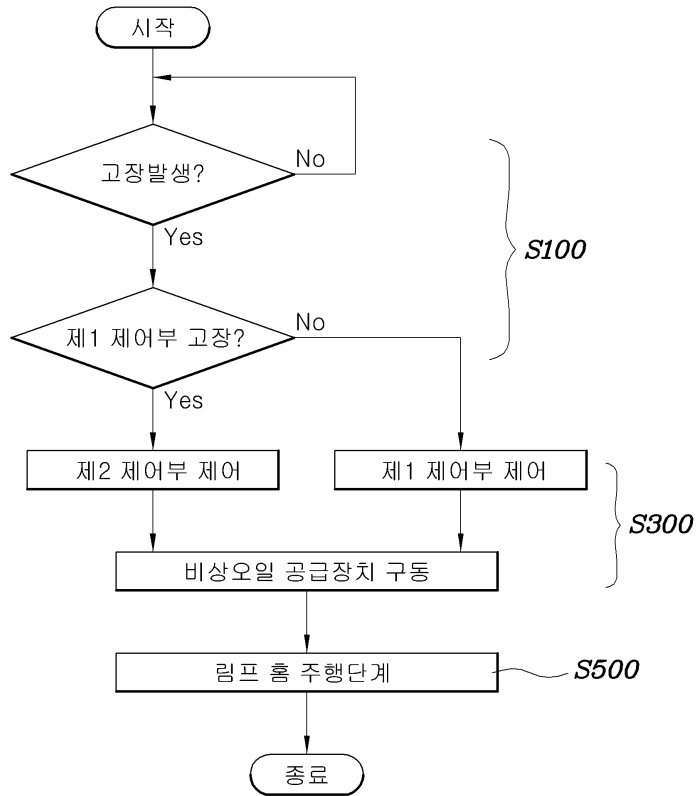 시작
고장발생?
No
Yes
S100
제1 제어부 고장?
No
Yes
제2 제어부 제어
제1 제어부 제어
S300
비상오일 공급장치 구동
림프 홈 주행단계
S500
종료